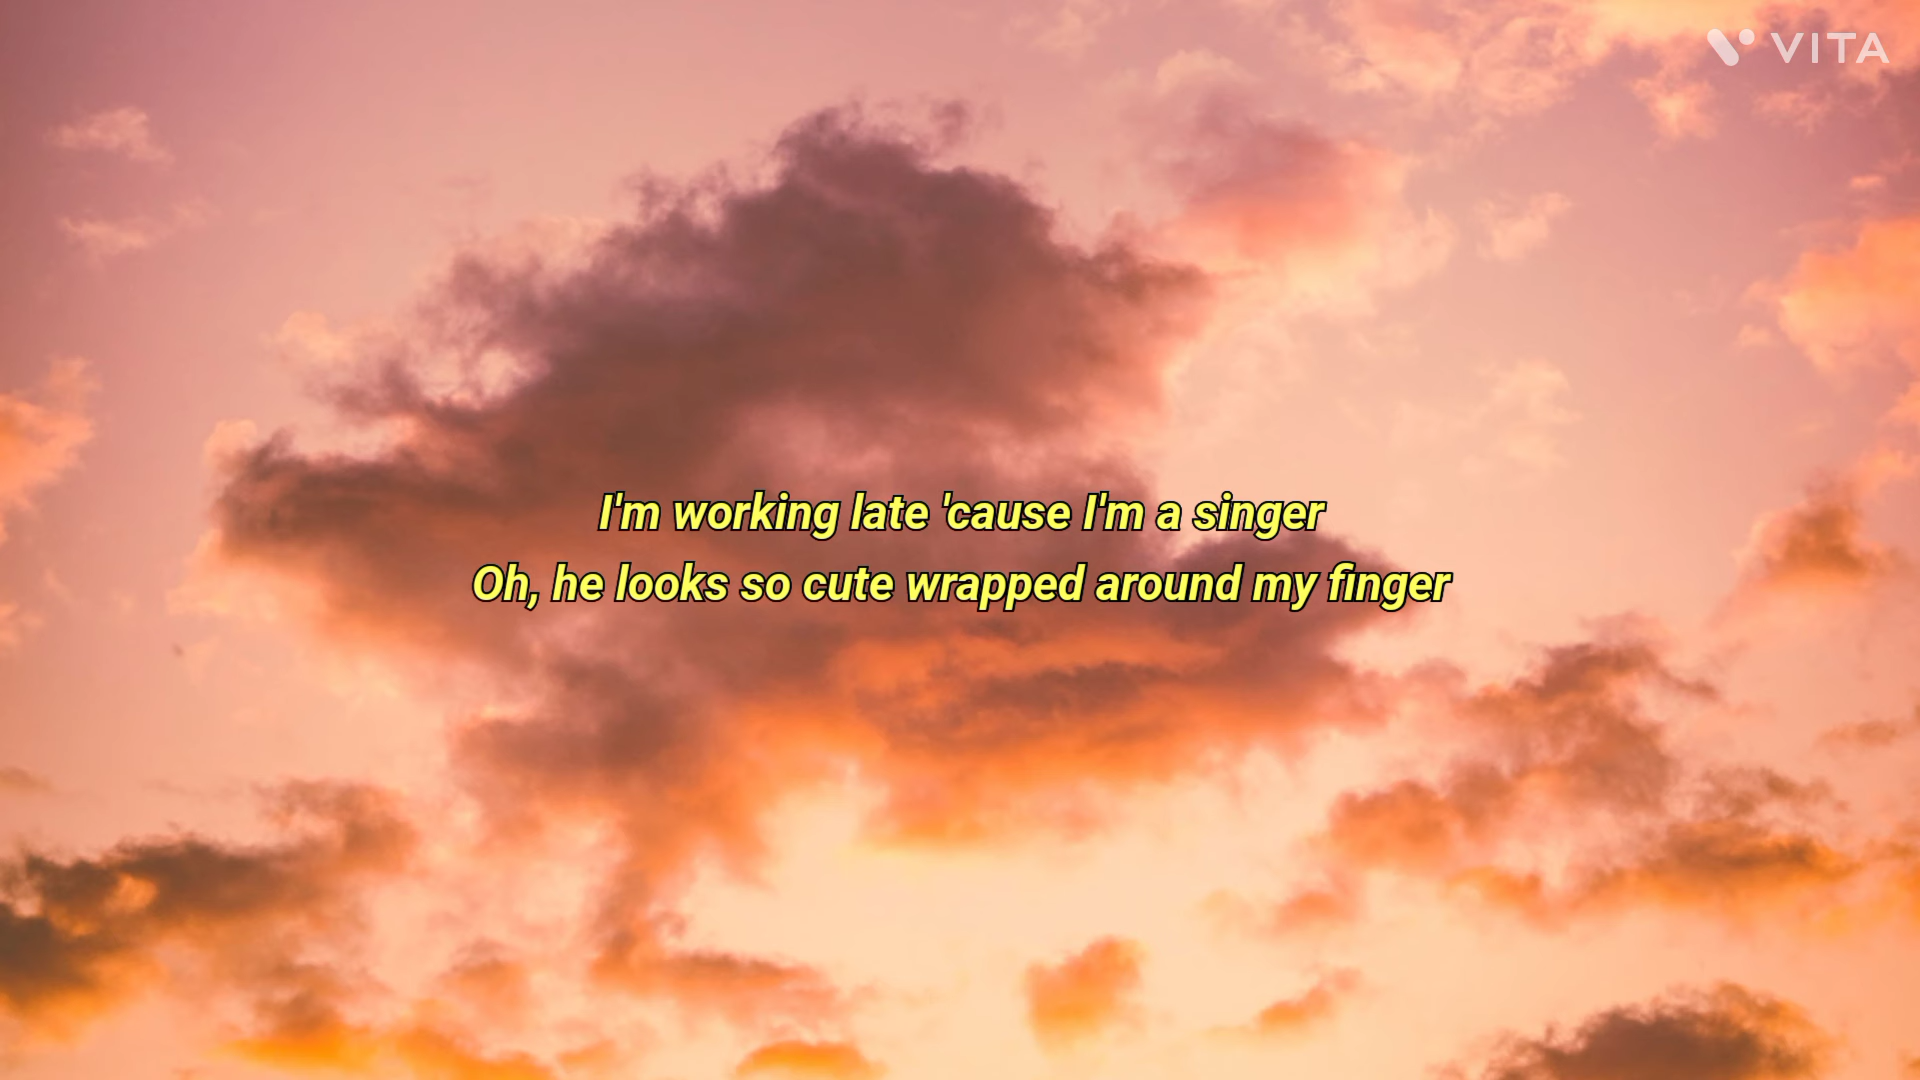 VITA
I'm working late 'cause I'm a singer
Oh, he looks so cute wrapped around my finger